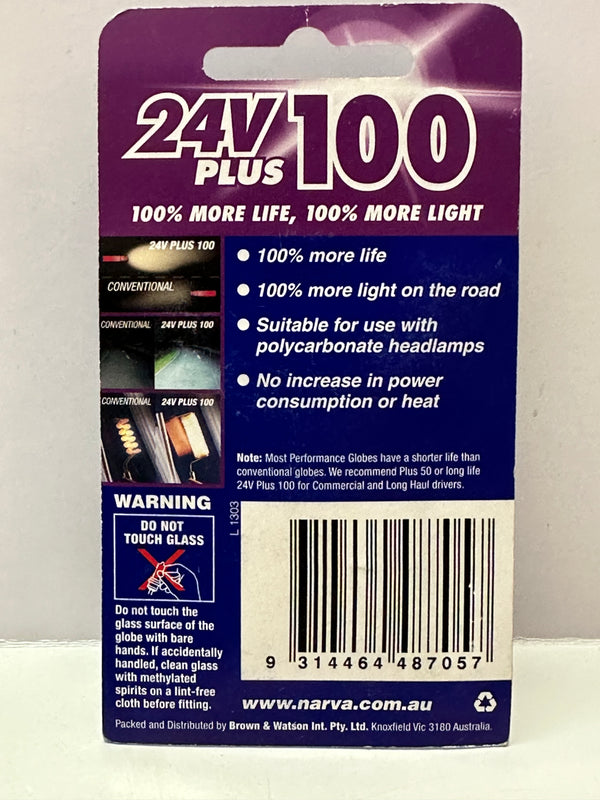 24V
PLUS 100
100% MORE LIFE, 100% MORE LIGHT
24V PLUS 100
CONVENTIONAL
CONVENTIONAL 24V PLUS 100
CONVENTIONAL 24V PLUS 100
● 100% more life
● 100% more light on the road
● Suitable for use with
polycarbonate headlamps
● No increase in power
consumption or heat
Note: Most Performance Globes have a shorter life than
conventional globes. We recommend Plus 50 or long life
24V Plus 100 for Commercial and Long Haul drivers.
WARNING
DO NOT
TOUCH GLASS
Do not touch the
glass surface of the
globe with bare
hands. If accidentally
handled, clean glass
with methylated
spirits on a lint-free
cloth before fitting.
L 1303
9 314464 487057
www.narva.com.au
Packed and Distributed by Brown & Watson Int. Pty. Ltd. Knoxfield Vic 3180 Australia.